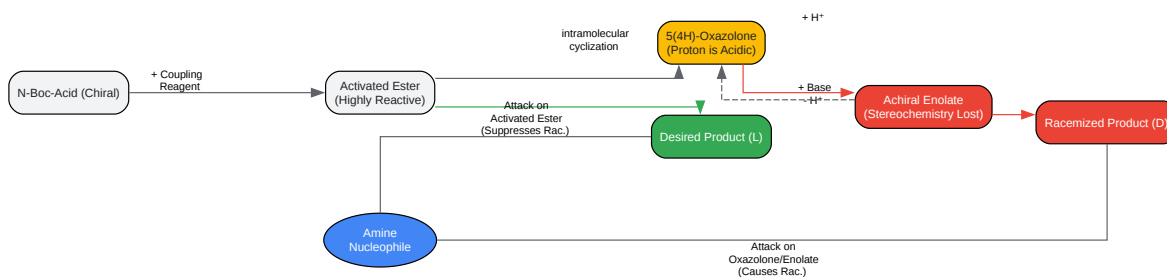 + H⁺
intramolecular
cyclization
5(4H)-Oxazolone
(Proton is Acidic)
N-Boc-Acid (Chiral)
+ Coupling
Reagent
Activated Ester
(Highly Reactive)
+ Base
- H⁺
Achiral Enolate
(Stereochemistry Lost)
Racemized Product (D)
Attack on
Activated Ester
(Suppresses Rac.)
Desired Product (L)
Amine
Nucleophile
Attack on
Oxazolone/Enolate
(Causes Rac.)